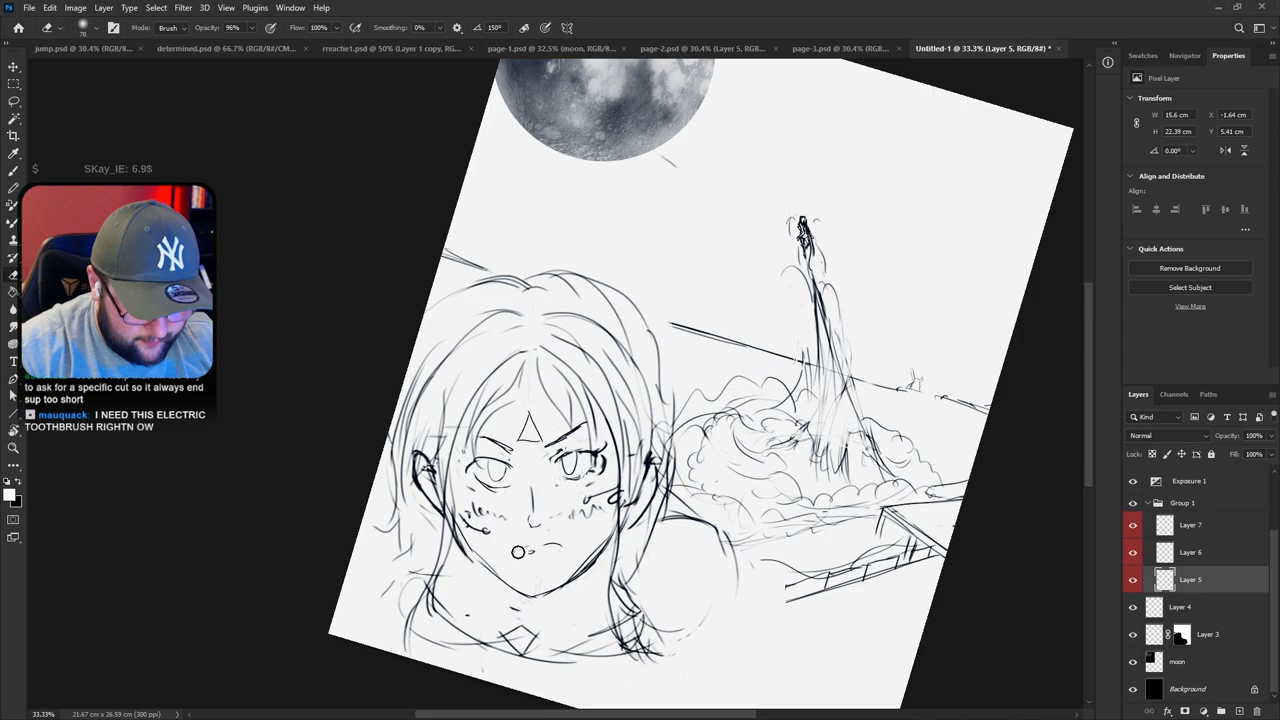 File Edit Image Layer Type Select Filter 3D View Plugins Window Help
78 Mode: Brush Opacity: 96% Flow: 100% Smoothing: 0% 150°
jump.psd @ 30.4% (RGB/8... × determined.psd @ 66.7% (RGB/8#/CM... × rreactie1.psd @ 50% (Layer 1 copy, RG... × page-1.psd @ 32.5% (moon, RGB/8#... × page-2.psd @ 30.4% (Layer 5, RGB/8... × page-3.psd @ 30.4% (RGB/8#... × Untitled-1 @ 33.3% (Layer 5, RGB/8#) * ×
$ SKay_IE: 6,9$
to ask for a specific cut so it always end
sup too short
mauquack: I NEED THIS ELECTRIC
TOOTHBRUSH RIGHTN OW
Swatches Navigator Properties
Pixel Layer
Transform
W 15.6 cm X -1.64 cm
H 22.39 cm Y 5.41 cm
0.00°
Align and Distribute
Align:
Quick Actions
Remove Background
Select Subject
View More
Layers Channels Paths
Kind
Normal Opacity: 100%
Lock: Fill: 100%
Exposure 1
Group 1
Layer 7
Layer 6
Layer 5
Layer 4
Layer 3
moon
Background
33.33% 21.67 cm x 26.59 cm (300 ppi)